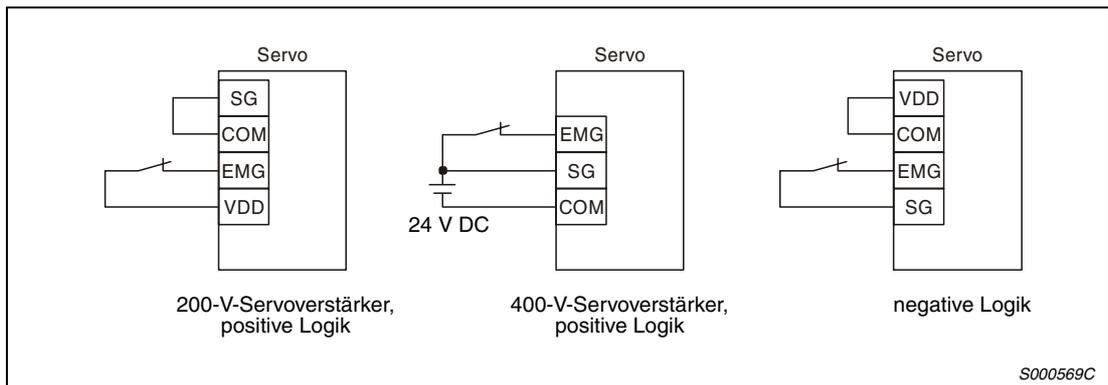 Servo
SG
COM
EMG
VDD
200-V-Servoverstärker,
positive Logik
Servo
EMG
SG
COM
24 V DC
400-V-Servoverstärker,
positive Logik
Servo
VDD
COM
EMG
SG
negative Logik
S000569C